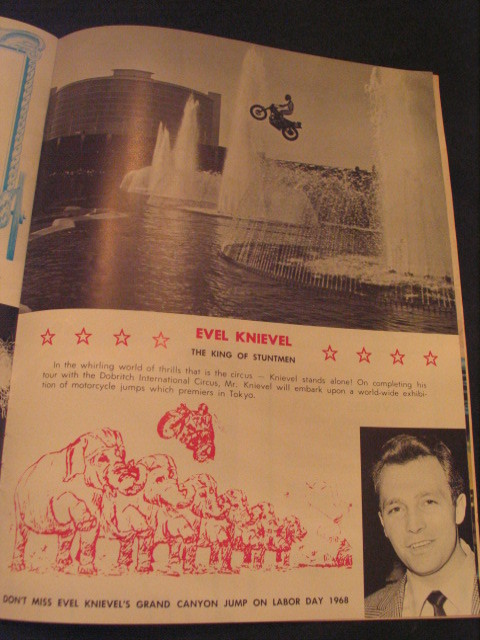 EVEL KNIEVEL
THE KING OF STUNTMEN
In the whirling world of thrills that is the circus — Knievel stands alone! On completing his
tour with the Dobritch International Circus, Mr. Knievel will embark upon a world-wide exhibi-
tion of motorcycle jumps which premiers in Tokyo.
DON'T MISS EVEL KNIEVEL'S GRAND CANYON JUMP ON LABOR DAY 1968